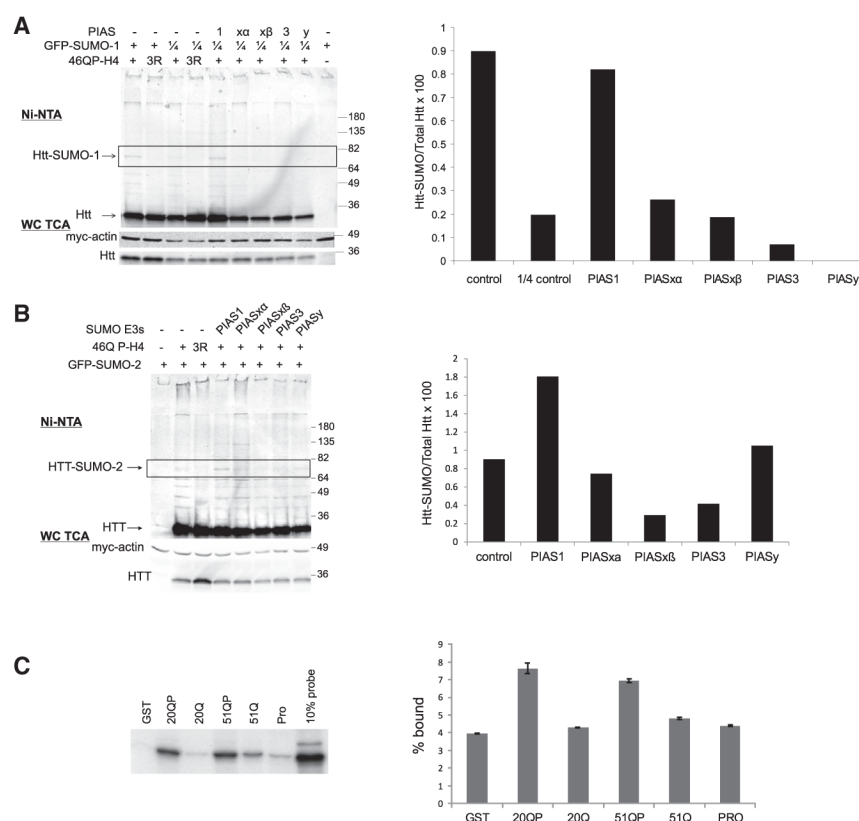 A
PIAS - - - - 1 xα xβ 3 y -
GFP-SUMO-1 + + ¼ ¼ ¼ ¼ ¼ ¼ ¼ +
46QP-H4 + 3R + 3R + + + + + -
Ni-NTA
180
135
Htt-SUMO-1
82
64
49
36
Htt
WC TCA
myc-actin
49
Htt
36
Htt-SUMO/Total Htt x 100
1
0.9
0.8
0.7
0.6
0.5
0.4
0.3
0.2
0.1
0
control 1/4 control PIAS1 PIASxα PIASxβ PIAS3 PIASy
B
SUMO E3s - - - PIAS1 PIASxα PIASxß PIAS3 PIASy
46Q P-H4 - + 3R + + + + +
GFP-SUMO-2 + + + + + + + +
Ni-NTA
180
135
82
HTT-SUMO-2
64
49
36
HTT
WC TCA
myc-actin
49
HTT
36
Htt-SUMO/Total Htt x 100
2
1.8
1.6
1.4
1.2
1
0.8
0.6
0.4
0.2
0
control PIAS1 PIASxa PIASxß PIAS3 PIASy
C
GST 20QP 20Q 51QP 51Q Pro 10% probe
% bound
9
8
7
6
5
4
3
2
1
0
GST 20QP 20Q 51QP 51Q PRO